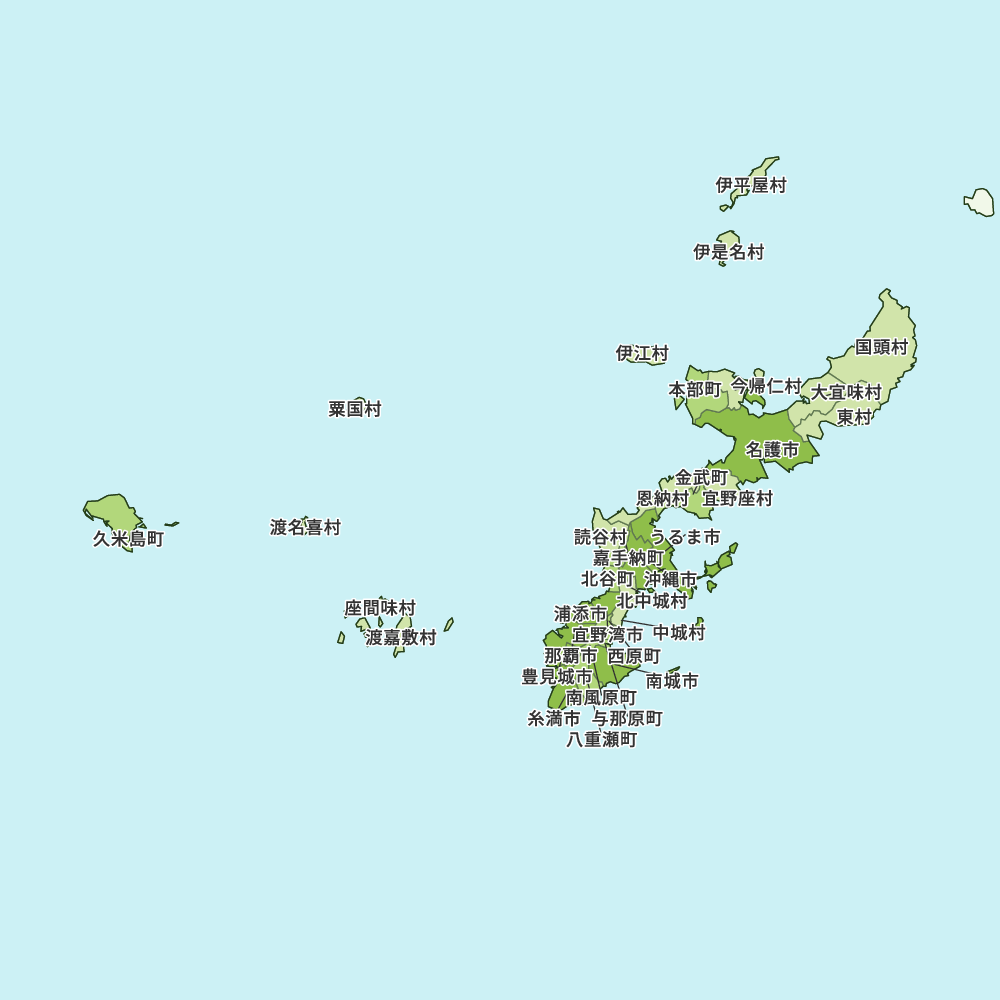 伊平屋村
伊是名村
国頭村
伊江村
今帰仁村
本部町
大宜味村
粟国村
東村
名護市
金武町
恩納村
宜野座村
渡名喜村
読谷村
うるま市
久米島町
嘉手納町
北谷町
沖縄市
北中城村
座間味村
浦添市
中城村
宜野湾市
渡嘉敷村
那覇市
西原町
豊見城市
南城市
南風原町
糸満市
与那原町
八重瀬町